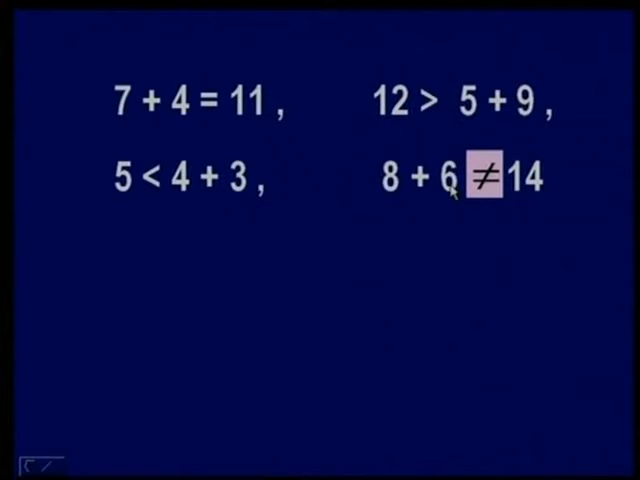 7 + 4 = 11 , 12 > 5 + 9 ,
5 < 4 + 3 , 8 + 6 ≠ 14